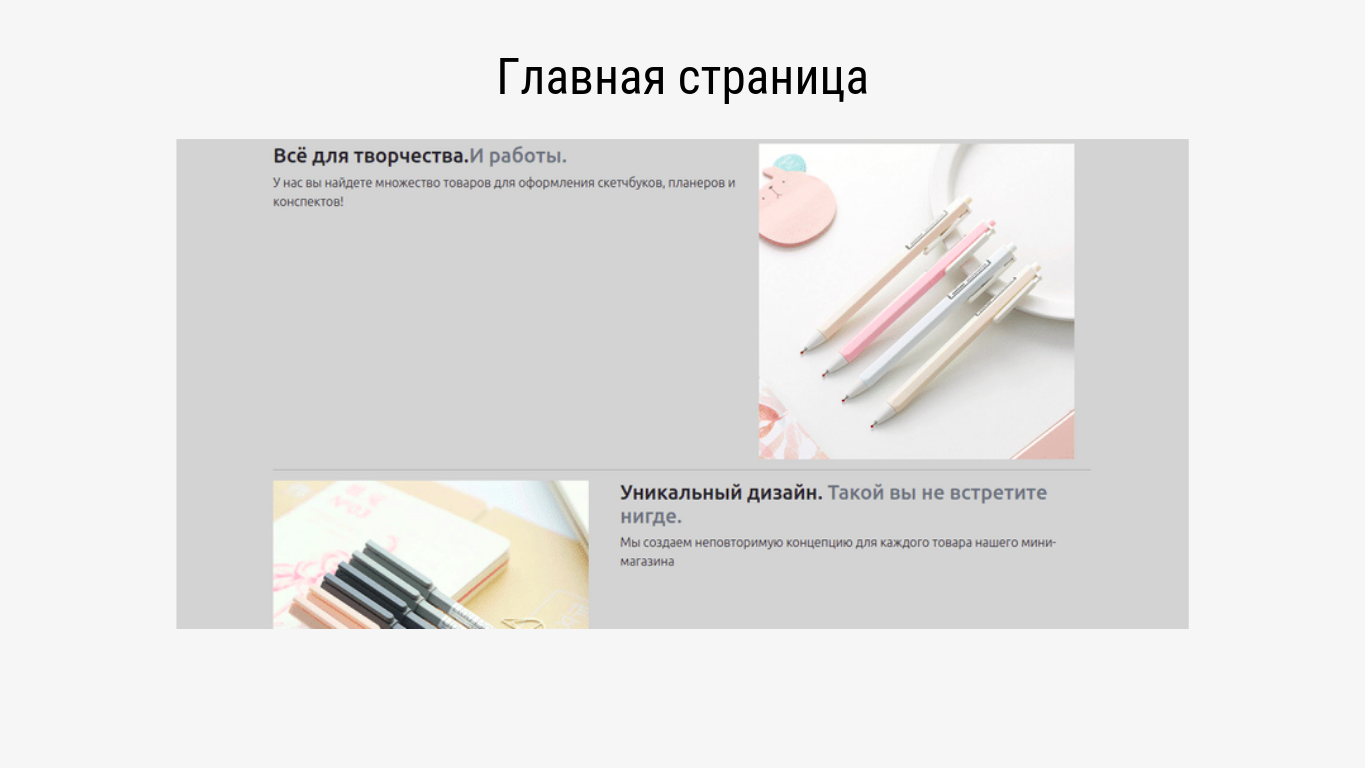 Главная страница
Всё для творчества.И работы.
У нас вы найдете множество товаров для оформления скетчбуков, планеров и
конспектов!
Уникальный дизайн. Такой вы не встретите
нигде.
Мы создаем неповторимую концепцию для каждого товара нашего мини-
магазина